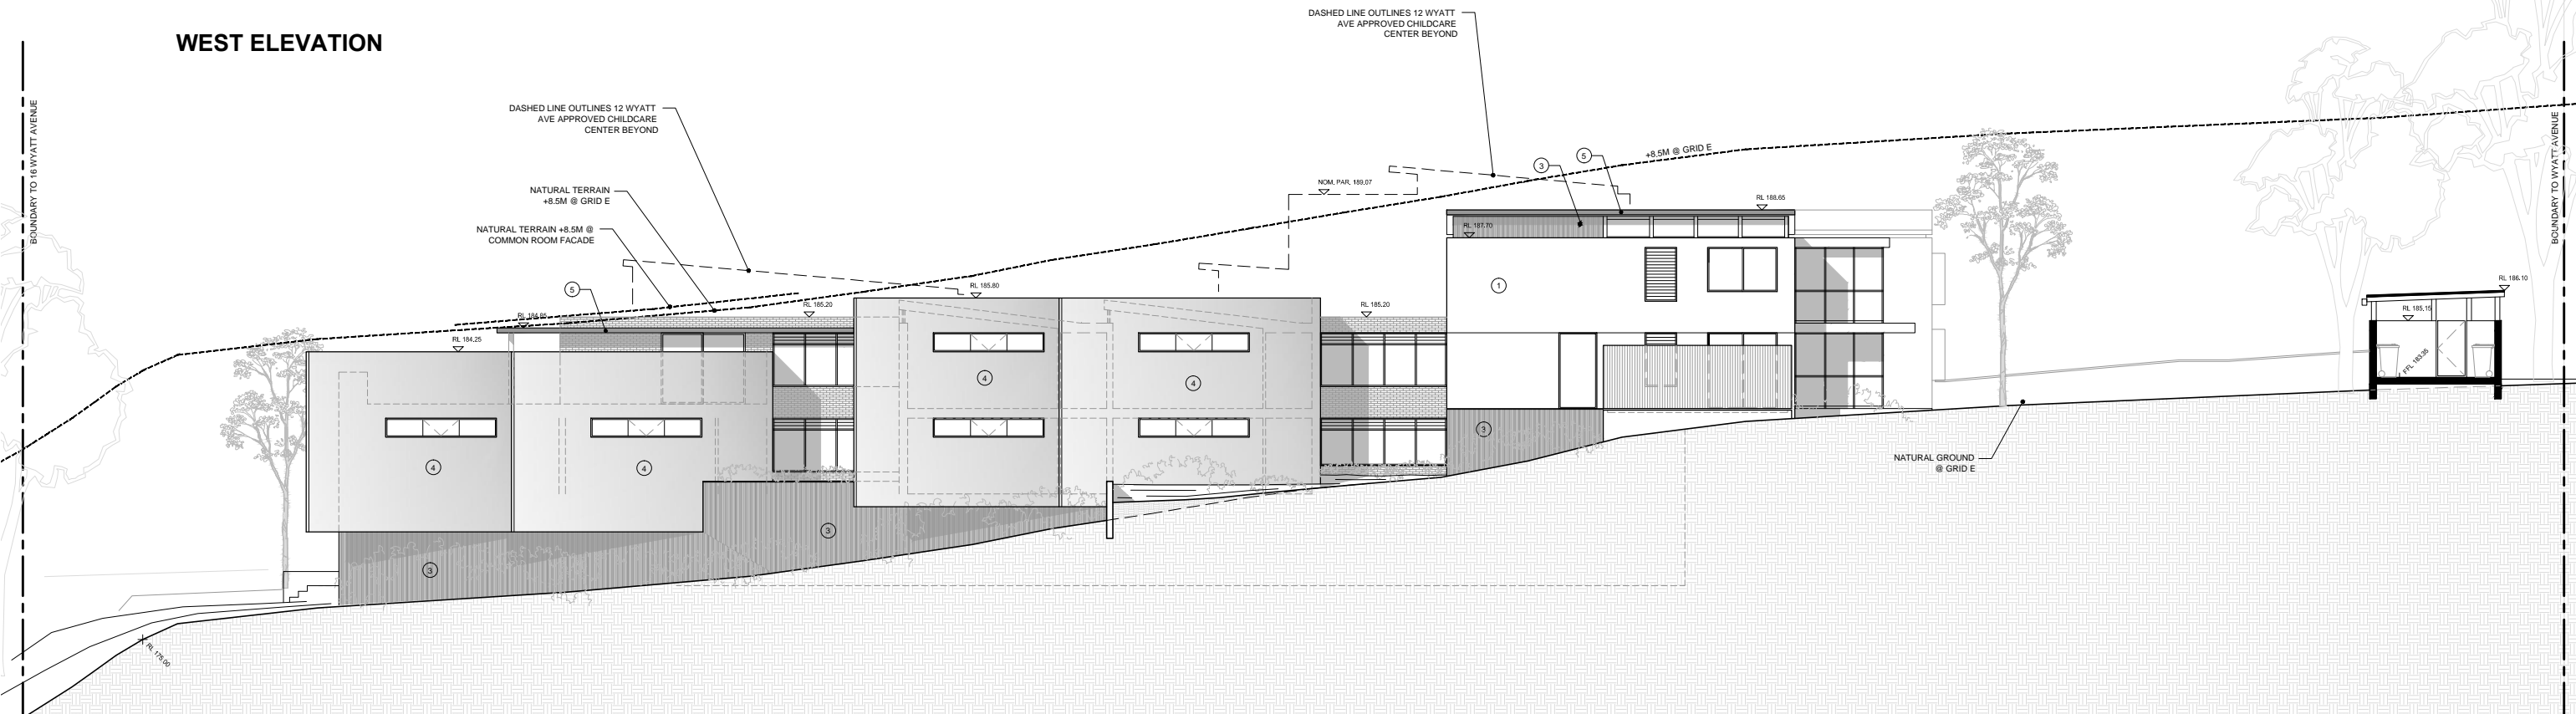 WEST ELEVATION
DASHED LINE OUTLINES 12 WYATT
AVE APPROVED CHILDCARE
CENTER BEYOND
DASHED LINE OUTLINES 12 WYATT
AVE APPROVED CHILDCARE
CENTER BEYOND
BOUNDARY TO 16 WYATT AVENUE
BOUNDARY TO WYATT AVENUE
NATURAL TERRAIN
+8.5M @ GRID E
NATURAL TERRAIN +8.5M @
COMMON ROOM FACADE
+8.5M @ GRID E
3
5
NOM. PAR. 189.07
RL 188.65
RL 187.70
5
RL 185.80
1
RL 186.10
RL 185.20
RL 185.20
RL 185.15
RL 184.25
FFL 183.35
4
4
3
4
4
NATURAL GROUND
@ GRID E
3
3
RL 175.00